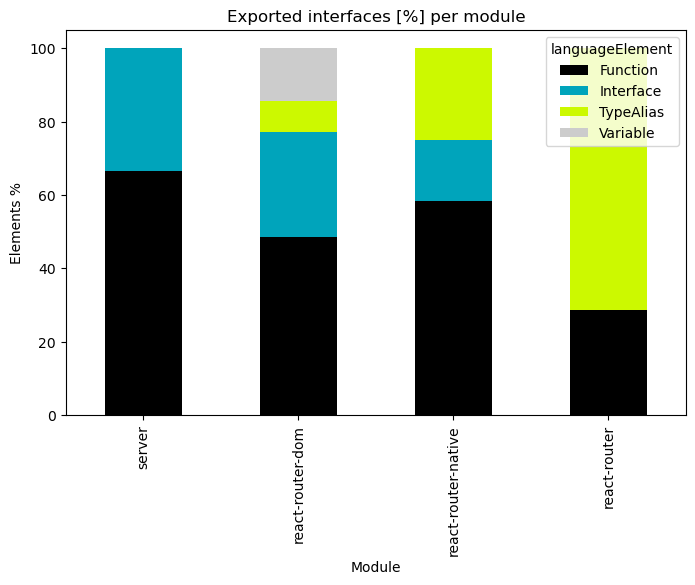 Exported interfaces [%] per module
Elements %
100
80
60
40
20
0
languageElement
Function
Interface
TypeAlias
Variable
server
react-router-dom
react-router-native
react-router
Module